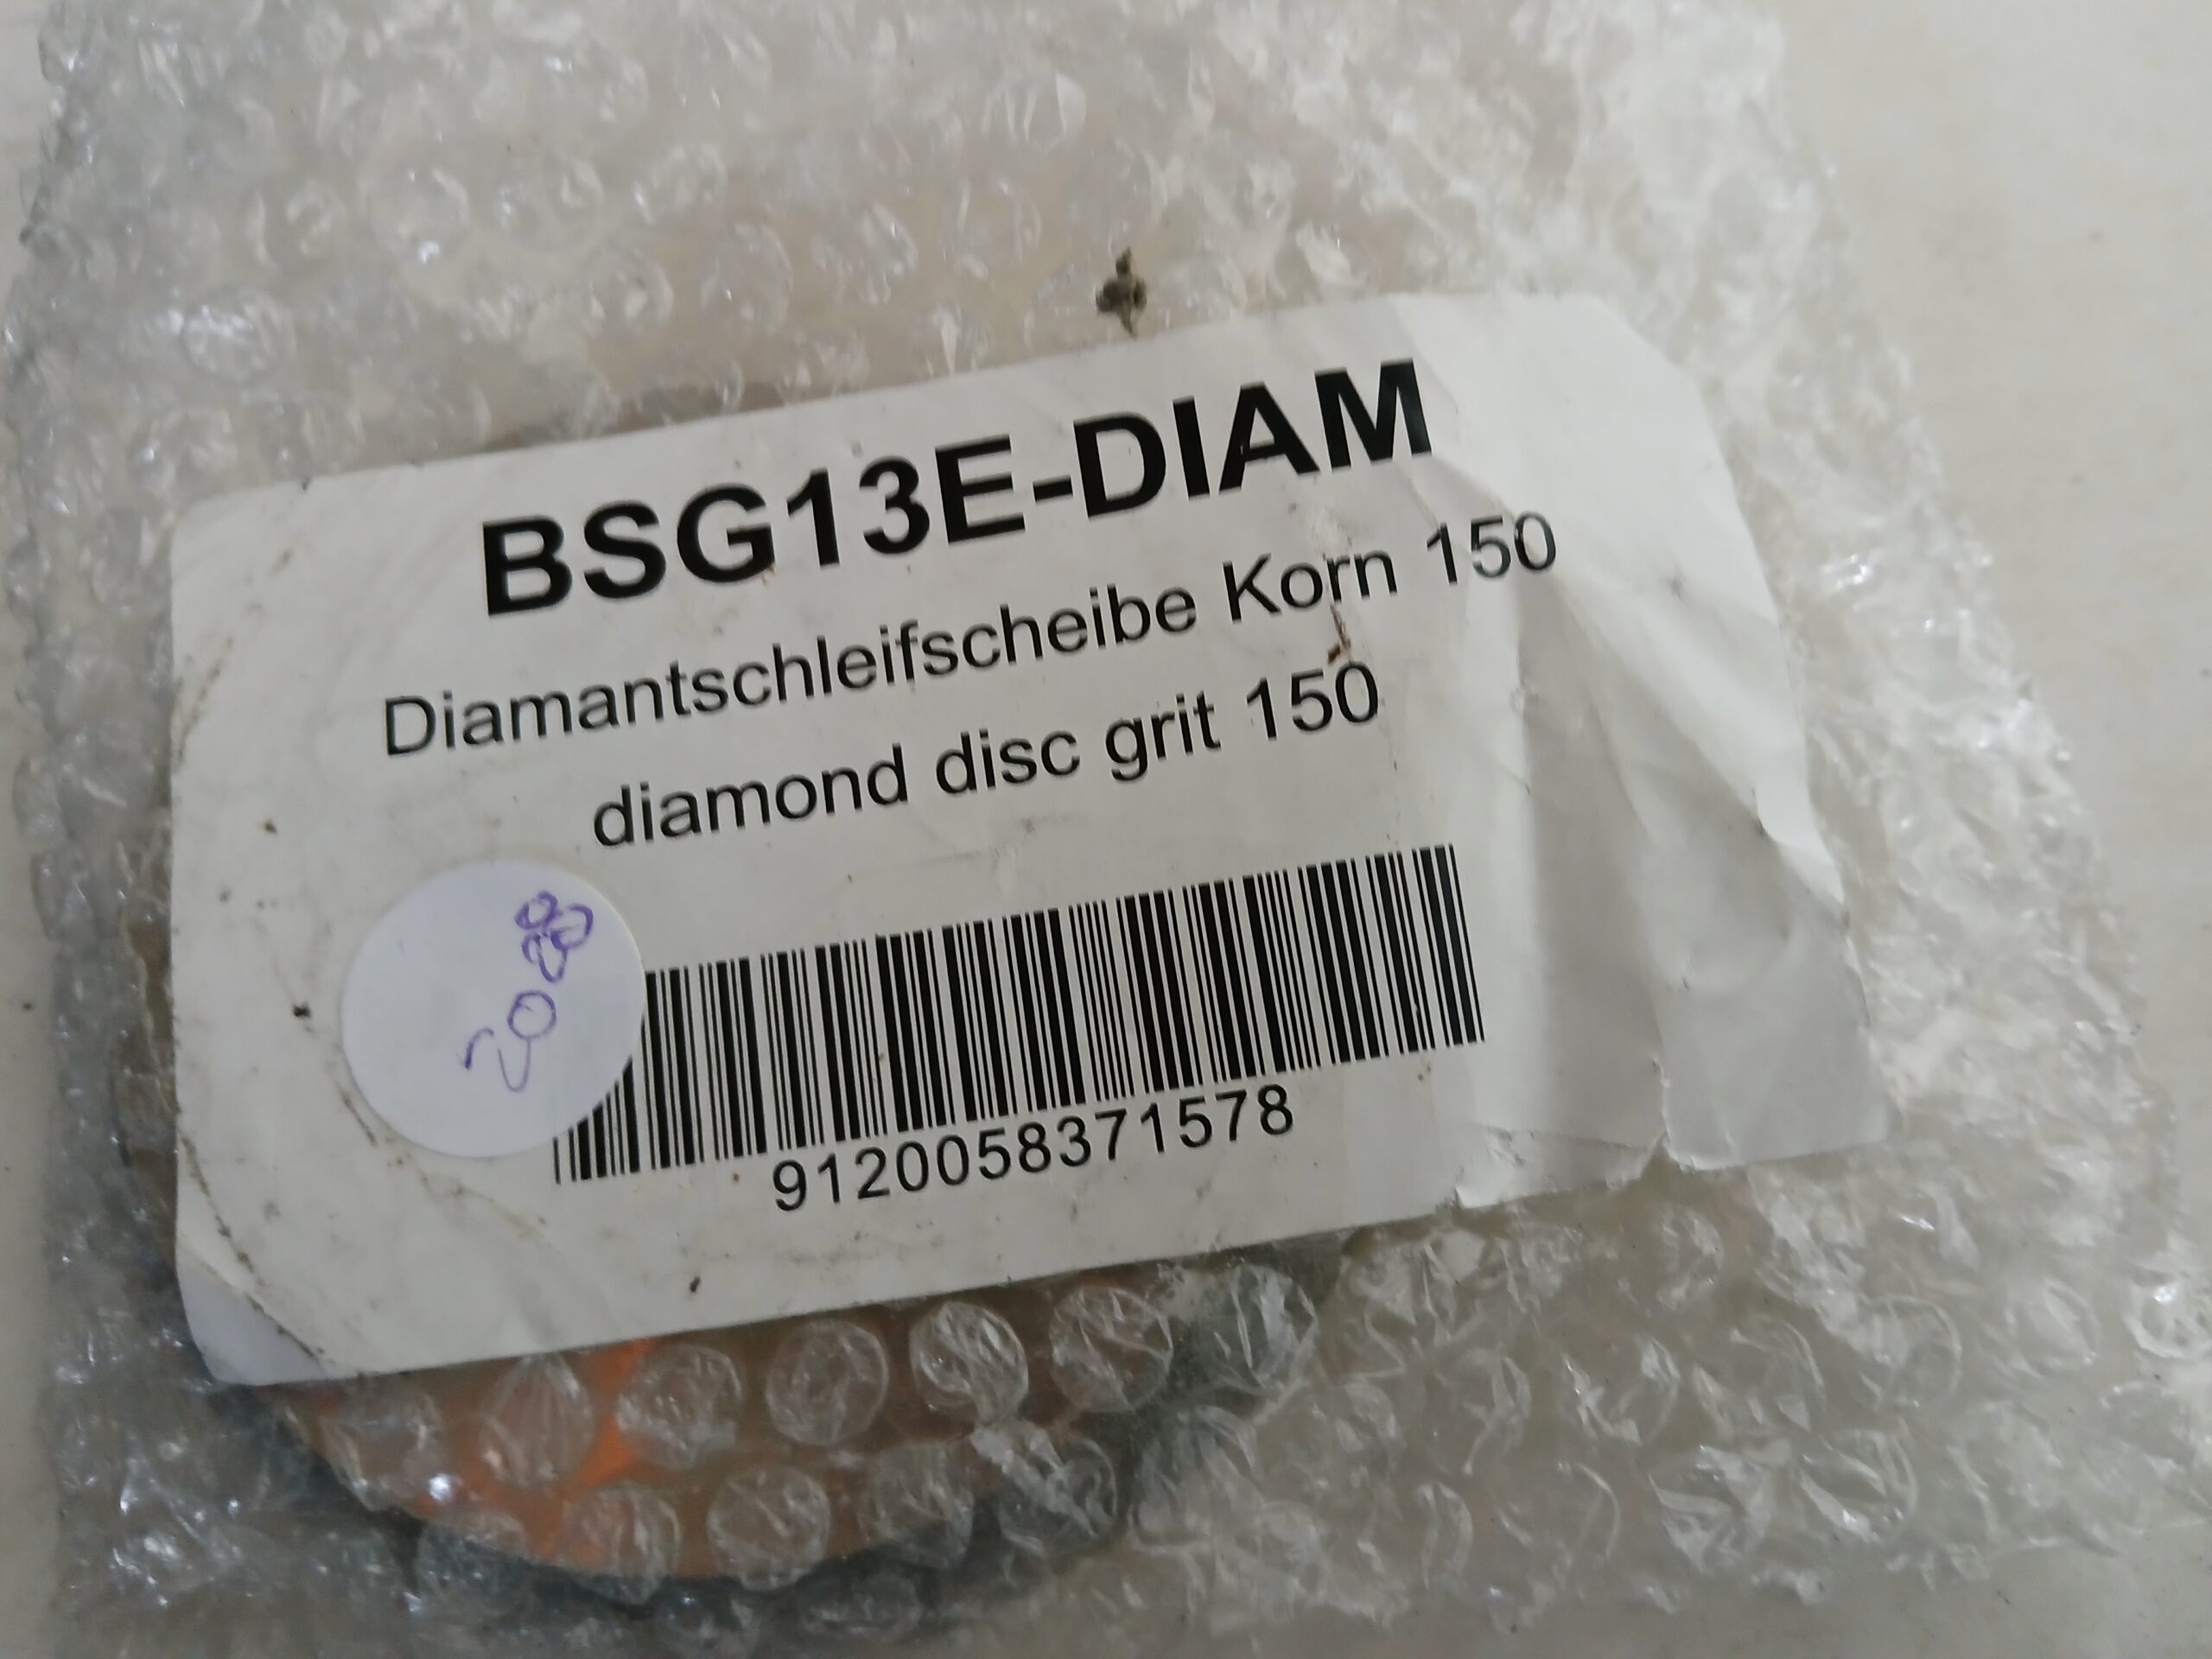 BSG13E-DIAM
Diamantschleifscheibe Korn 150
diamond disc grit 150
9120058371578